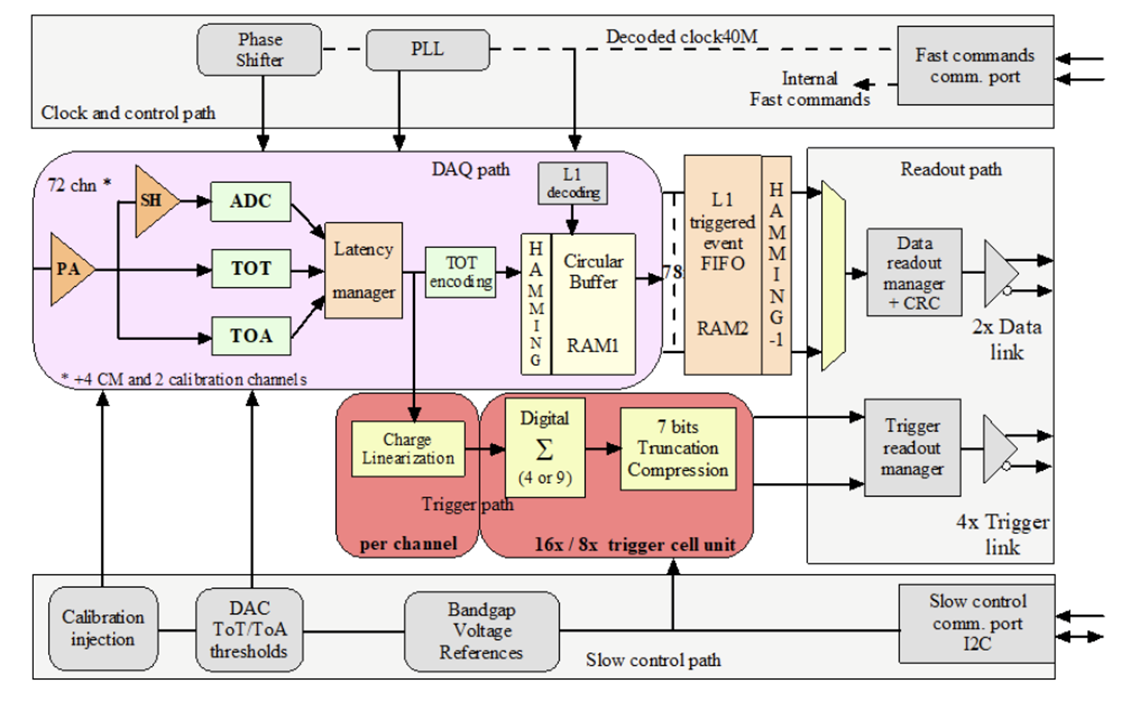 Phase
Shifter
PLL
Decoded clock40M
Fast commands
comm. port
Internal
Fast commands
Clock and control path
72 chn *
DAQ path
PA
SH
ADC
TOT
TOA
Latency
manager
TOT
encoding
L1
decoding
HAMMING
Circular
Buffer
RAM1
78
L1
triggered
event
FIFO
RAM2
HAMMING-1
* +4 CM and 2 calibration channels
Readout path
Data
readout
manager
+ CRC
2x Data
link
Charge
Linearization
Digital
Σ
(4 or 9)
7 bits
Truncation
Compression
Trigger path
per channel
16x / 8x trigger cell unit
Trigger
readout
manager
4x Trigger
link
Calibration
injection
DAC
ToT/ToA
thresholds
Bandgap
Voltage
References
Slow control path
Slow control
comm. port
I2C